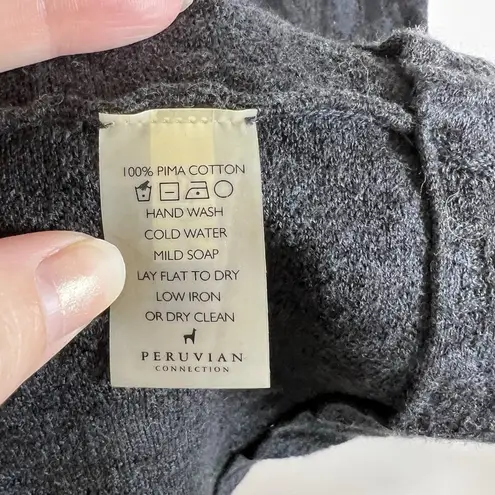 100% PIMA COTTON
HAND WASH
COLD WATER
MILD SOAP
LAY FLAT TO DRY
LOW IRON
OR DRY CLEAN
PERUVIAN
CONNECTION